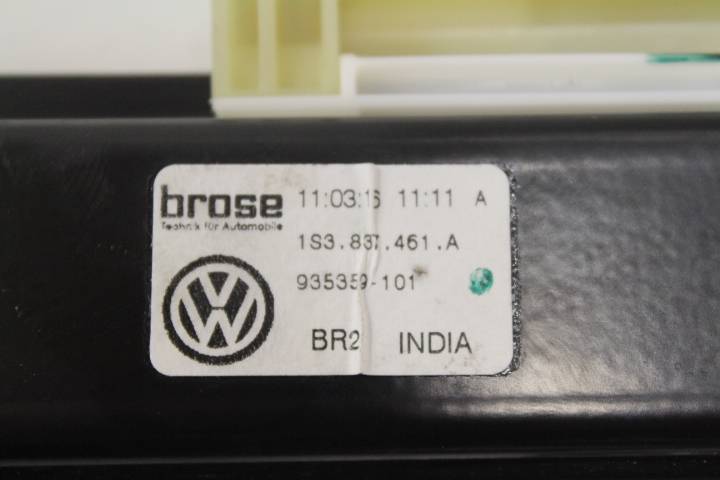 brose
Technik für Automobile
11:03:16 11:11 A
1S3.837.461.A
935359-101
BR2 INDIA